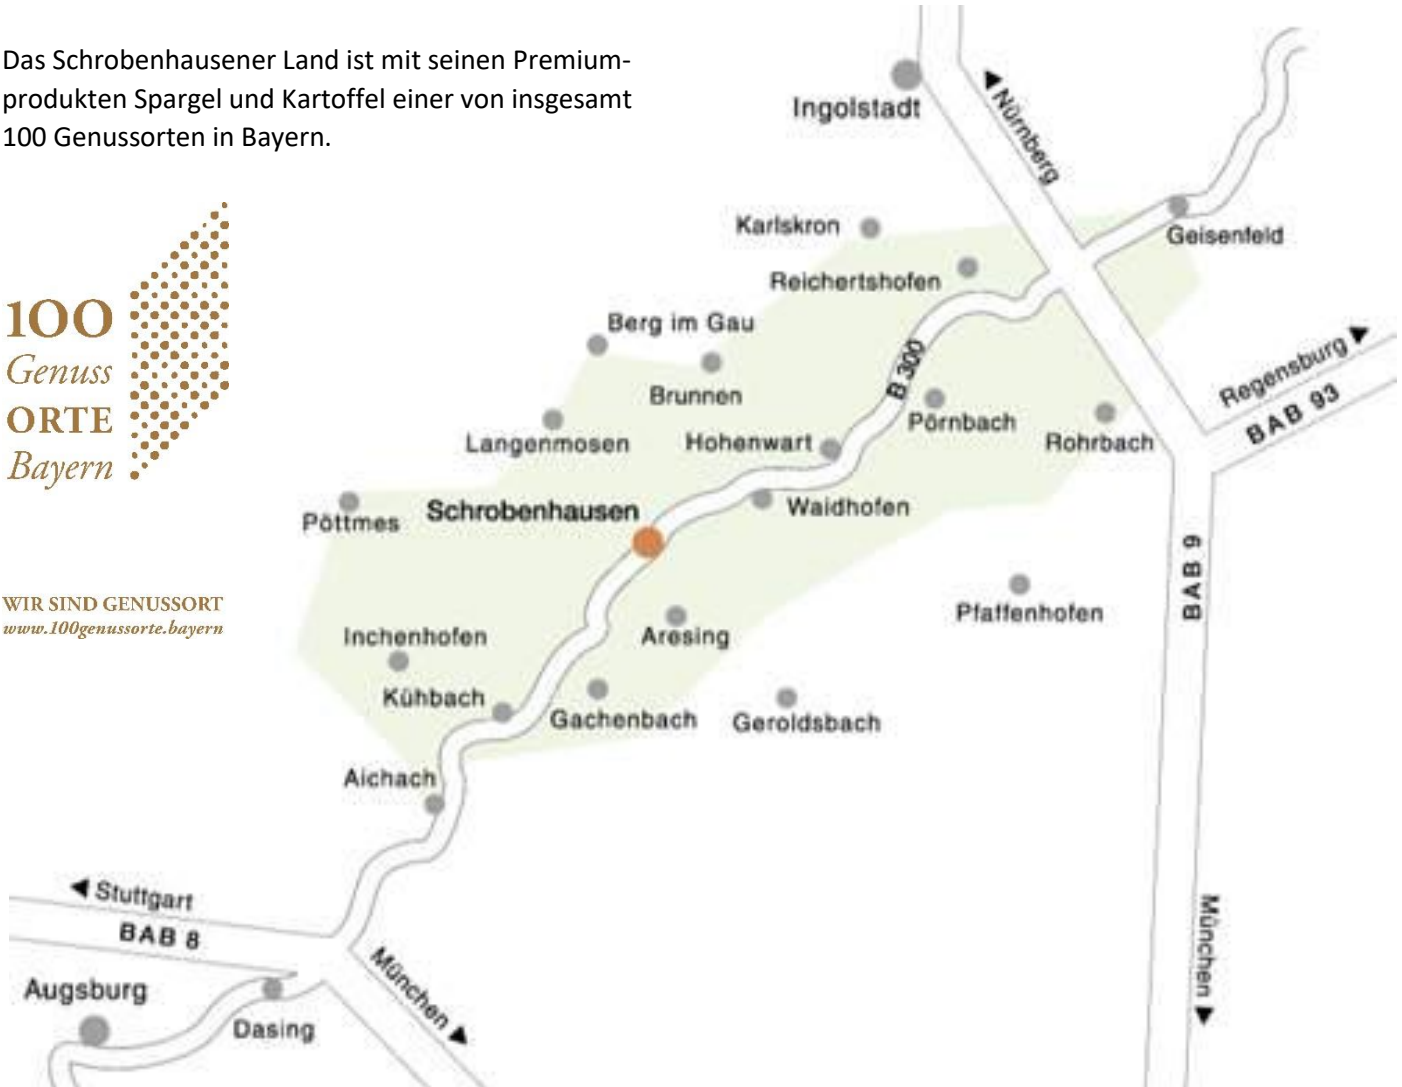 Das Schrobenhausener Land ist mit seinen Premium-
produkten Spargel und Kartoffel einer von insgesamt
100 Genussorten in Bayern.
100
Genuss
ORTE
Bayern
WIR SIND GENUSSORT
www.100genussorte.bayern
Ingolstadt
Nürnberg
Karlskron
Geisenfeld
Reichertshofen
Berg im Gau
Brunnen
B 300
Regensburg
BAB 93
Langenmosen
Hohenwart
Pörnbach
Rohrbach
Pöttmes
Schrobenhausen
Waidhofen
BAB 9
Pfaffenhofen
Inchenhofen
Aresing
Kühbach
Gachenbach
Geroldsbach
Aichach
Stuttgart
BAB 8
München
München
Augsburg
Dasing